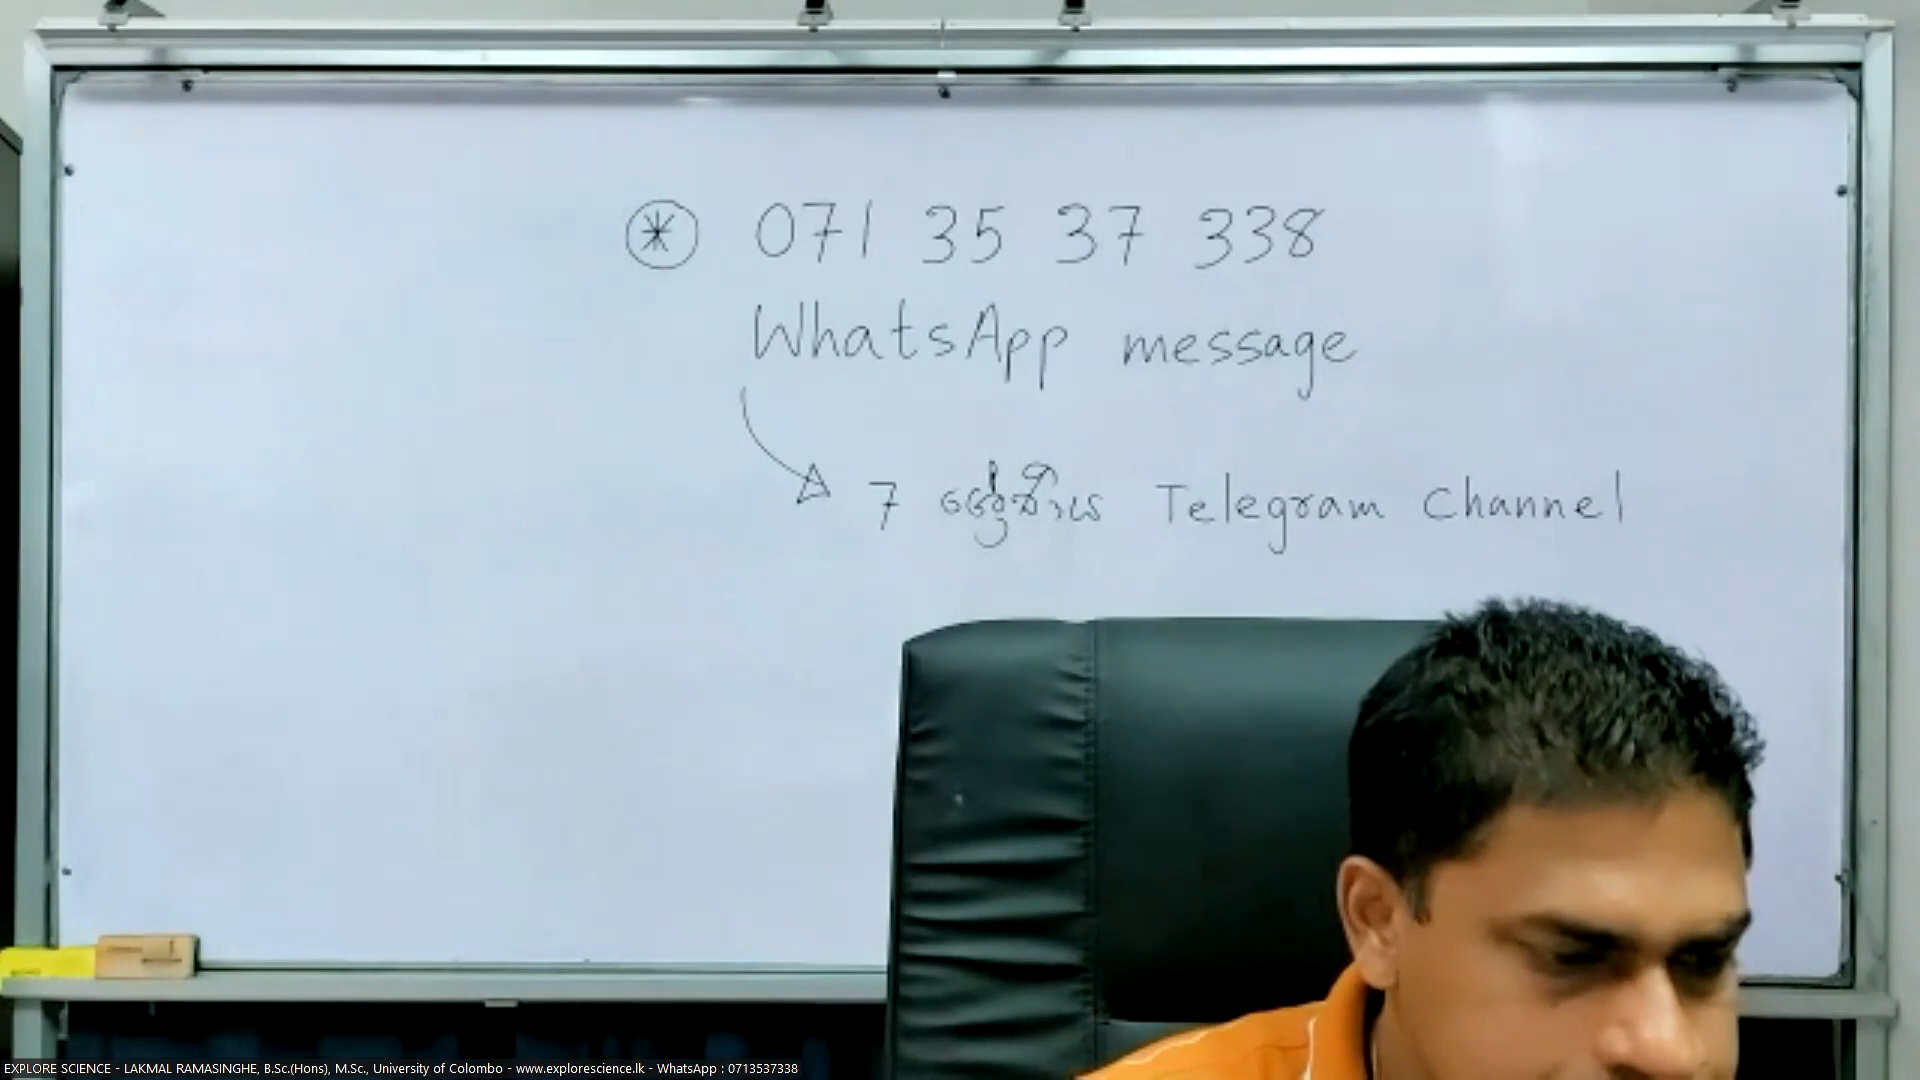 * 071 35 37 338
WhatsApp message
7 ශ්‍රේණියේ Telegram Channel
EXPLORE SCIENCE - LAKMAL RAMASINGHE, B.Sc.(Hons), M.Sc., University of Colombo - www.explorescience.lk - WhatsApp : 0713537338